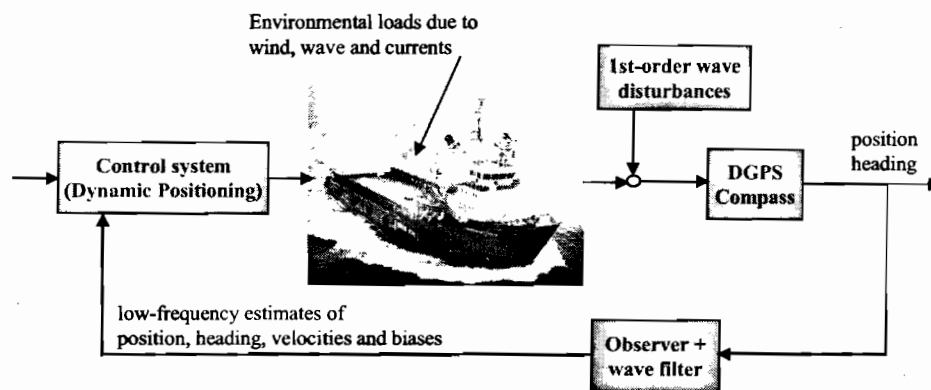 Environmental loads due to
wind, wave and currents
1st-order wave
disturbances
position
heading
Control system
(Dynamic Positioning)
DGPS
Compass
low-frequency estimates of
position, heading, velocities and biases
Observer +
wave filter